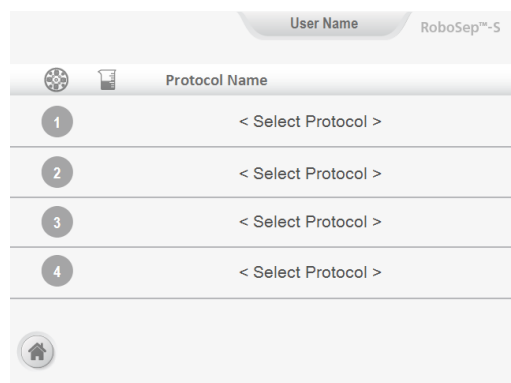 User Name
RoboSep™-S
Protocol Name
1 < Select Protocol >
2 < Select Protocol >
3 < Select Protocol >
4 < Select Protocol >